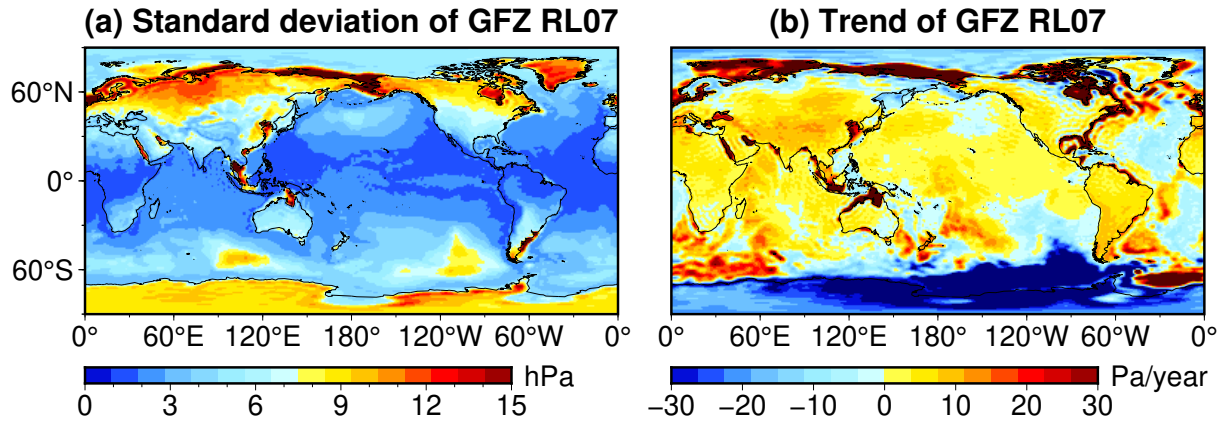 (a) Standard deviation of GFZ RL07
60°N
0°
60°S
0° 60°E 120°E 180° 120°W 60°W 0°
0 3 6 9 12 15 hPa
(b) Trend of GFZ RL07
0° 60°E 120°E 180° 120°W 60°W 0°
−30 −20 −10 0 10 20 30 Pa/year